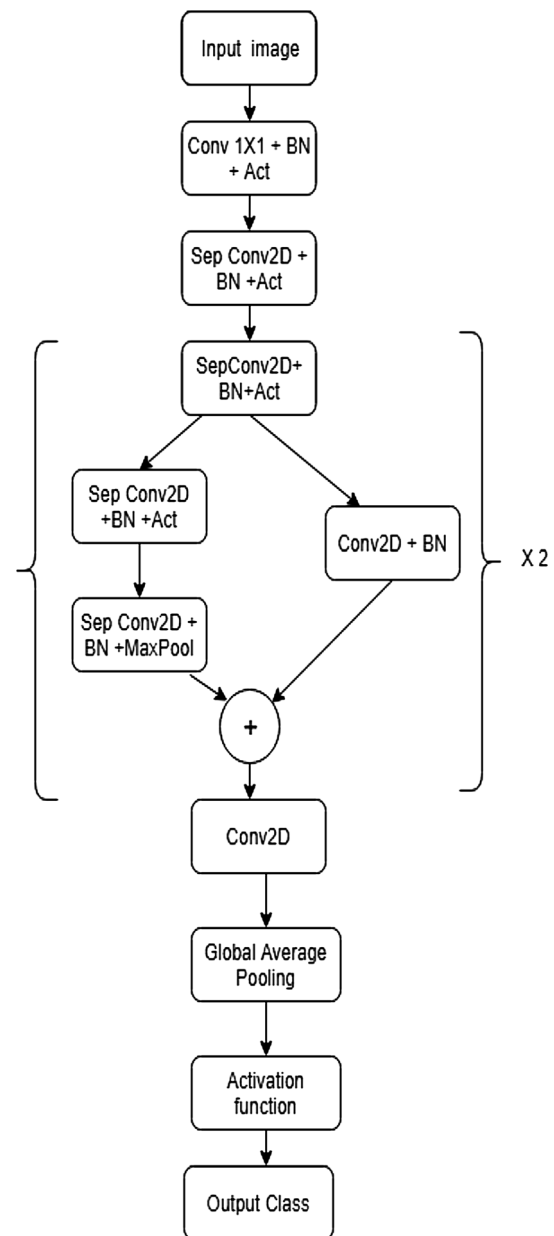 Input image
Conv 1X1 + BN
+ Act
Sep Conv2D +
BN +Act
SepConv2D+
BN+Act
Sep Conv2D
+BN +Act
Conv2D + BN
X 2
Sep Conv2D +
BN +MaxPool
+
Conv2D
Global Average
Pooling
Activation
function
Output Class